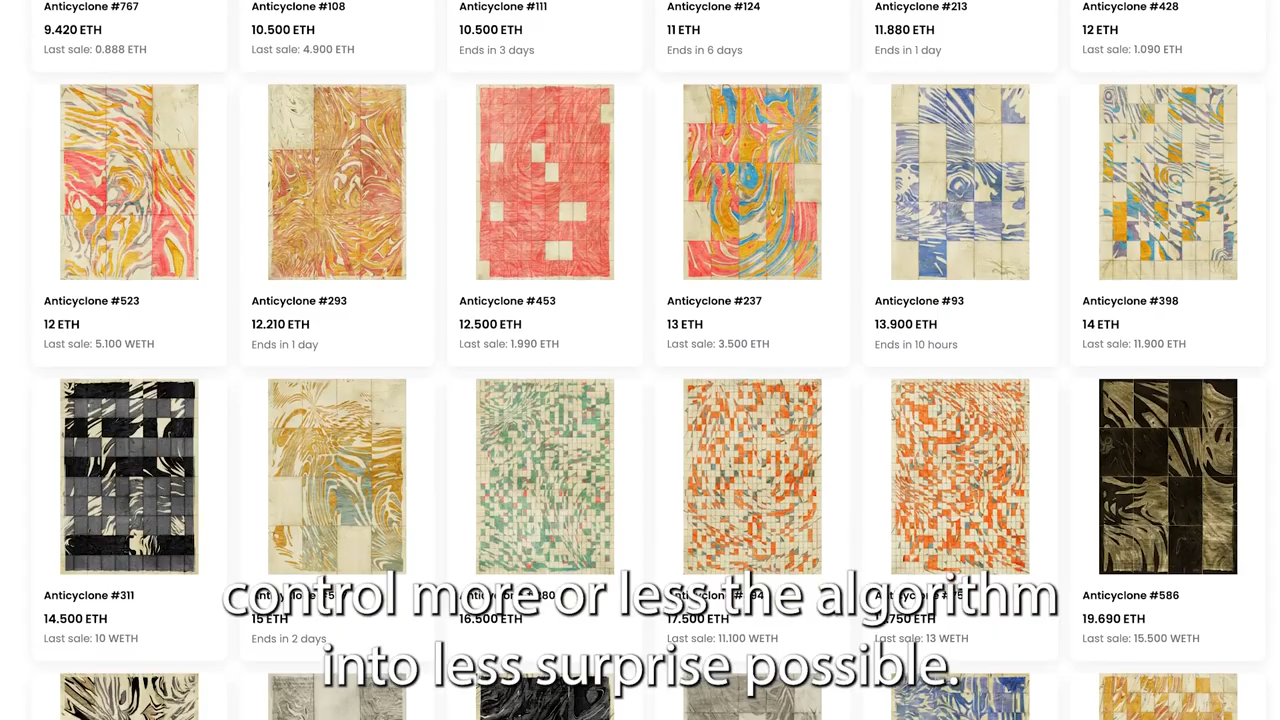 Anticyclone #767
9.420 ETH
Last sale: 0.888 ETH
Anticyclone #108
10.500 ETH
Last sale: 4.900 ETH
Anticyclone #111
10.500 ETH
Ends in 3 days
Anticyclone #124
11 ETH
Ends in 6 days
Anticyclone #213
11.880 ETH
Ends in 1 day
Anticyclone #428
12 ETH
Last sale: 1.090 ETH
Anticyclone #523
12 ETH
Last sale: 5.100 WETH
Anticyclone #293
12.210 ETH
Ends in 1 day
Anticyclone #453
12.500 ETH
Last sale: 1.990 ETH
Anticyclone #237
13 ETH
Last sale: 3.500 ETH
Anticyclone #93
13.900 ETH
Ends in 10 hours
Anticyclone #398
14 ETH
Last sale: 11.900 ETH
Anticyclone #311
14.500 ETH
Last sale: 10 WETH
15 ETH
Ends in 2 days
16.500 ETH
17.500 ETH
Last sale: 11.100 WETH
Last sale: 13 WETH
Anticyclone #586
19.690 ETH
Last sale: 15.500 WETH
control more or less the algorithm
into less surprise possible.